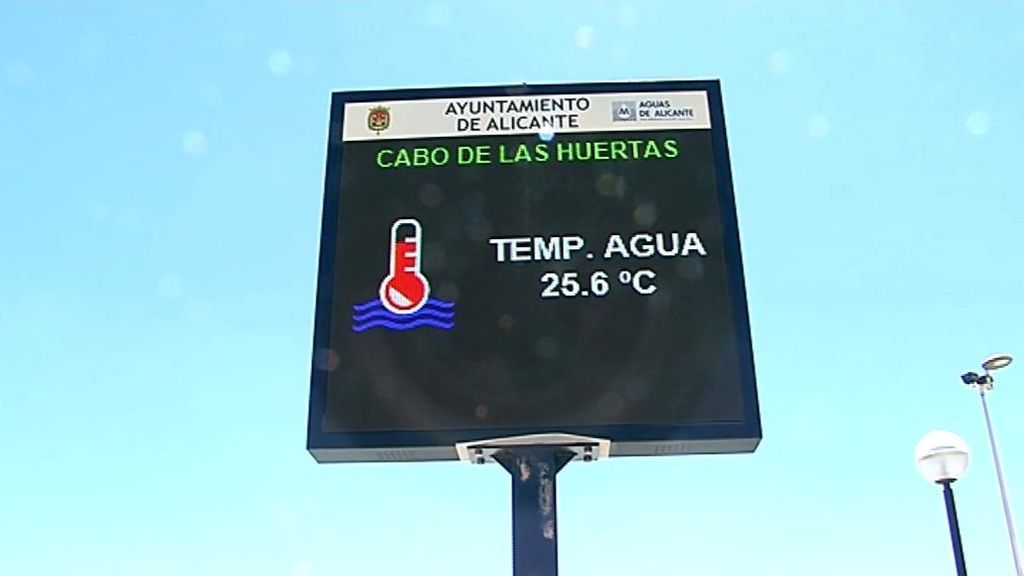 AYUNTAMIENTO
DE ALICANTE
AGUAS
DE ALICANTE
CABO DE LAS HUERTAS
TEMP. AGUA
25.6 ºC